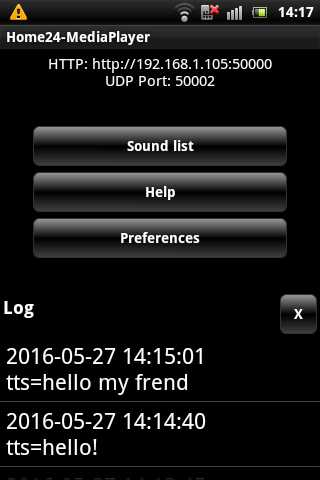 14:17
Home24-MediaPlayer
HTTP: http://192.168.1.105:50000
UDP Port: 50002
Sound list
Help
Preferences
Log
X
2016-05-27 14:15:01
tts=hello my frend
2016-05-27 14:14:40
tts=hello!